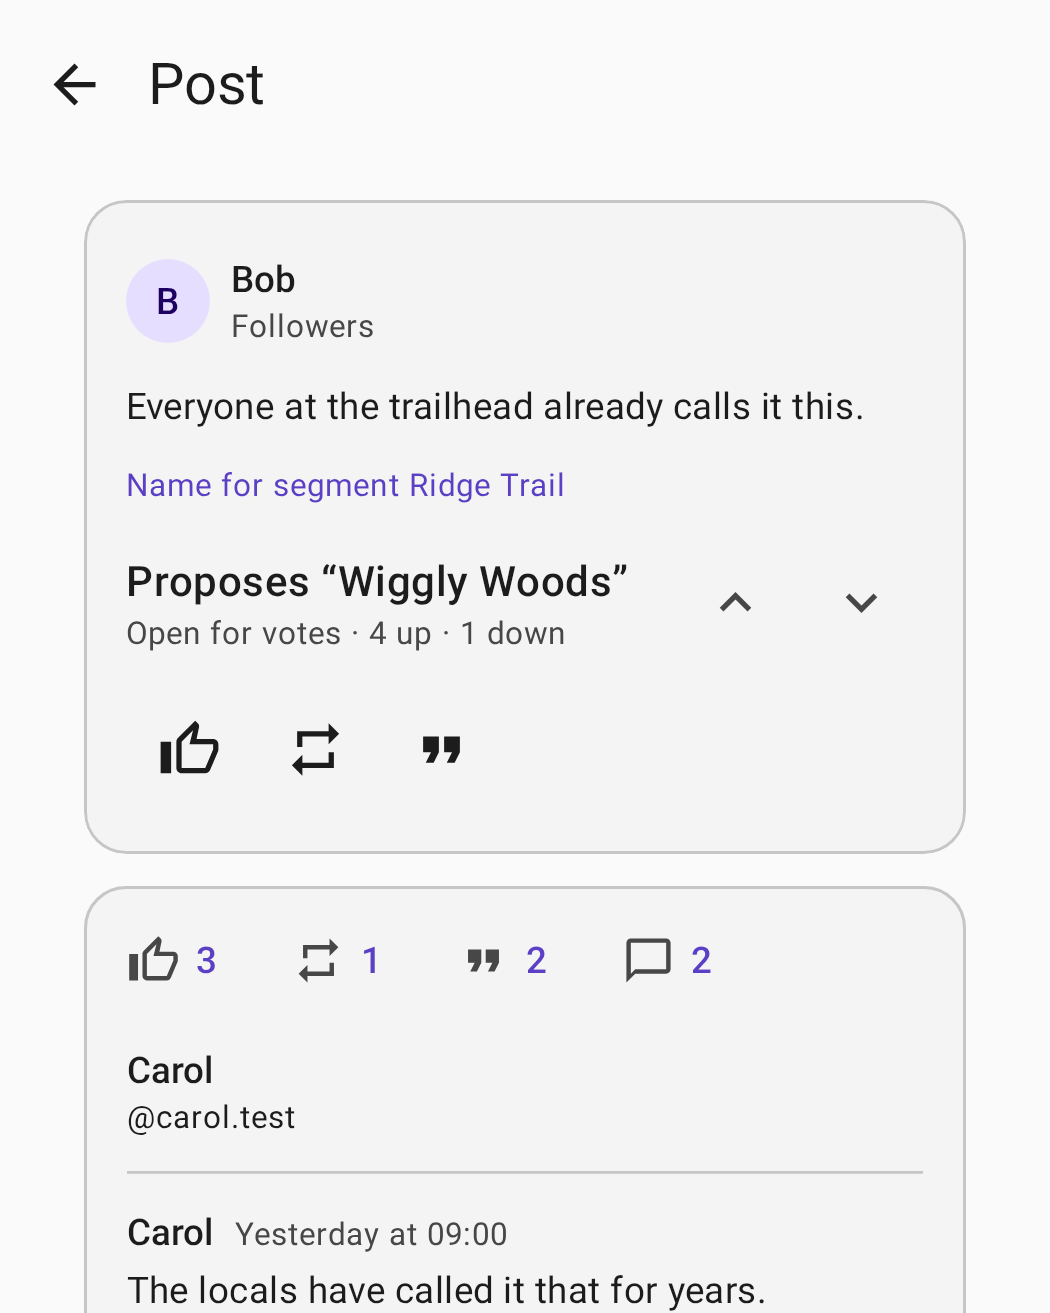 Post
B
Bob
Followers
Everyone at the trailhead already calls it this.
Name for segment Ridge Trail
Proposes “Wiggly Woods”
Open for votes · 4 up · 1 down
3 1 2 2
Carol
@carol.test
Carol Yesterday at 09:00
The locals have called it that for years.